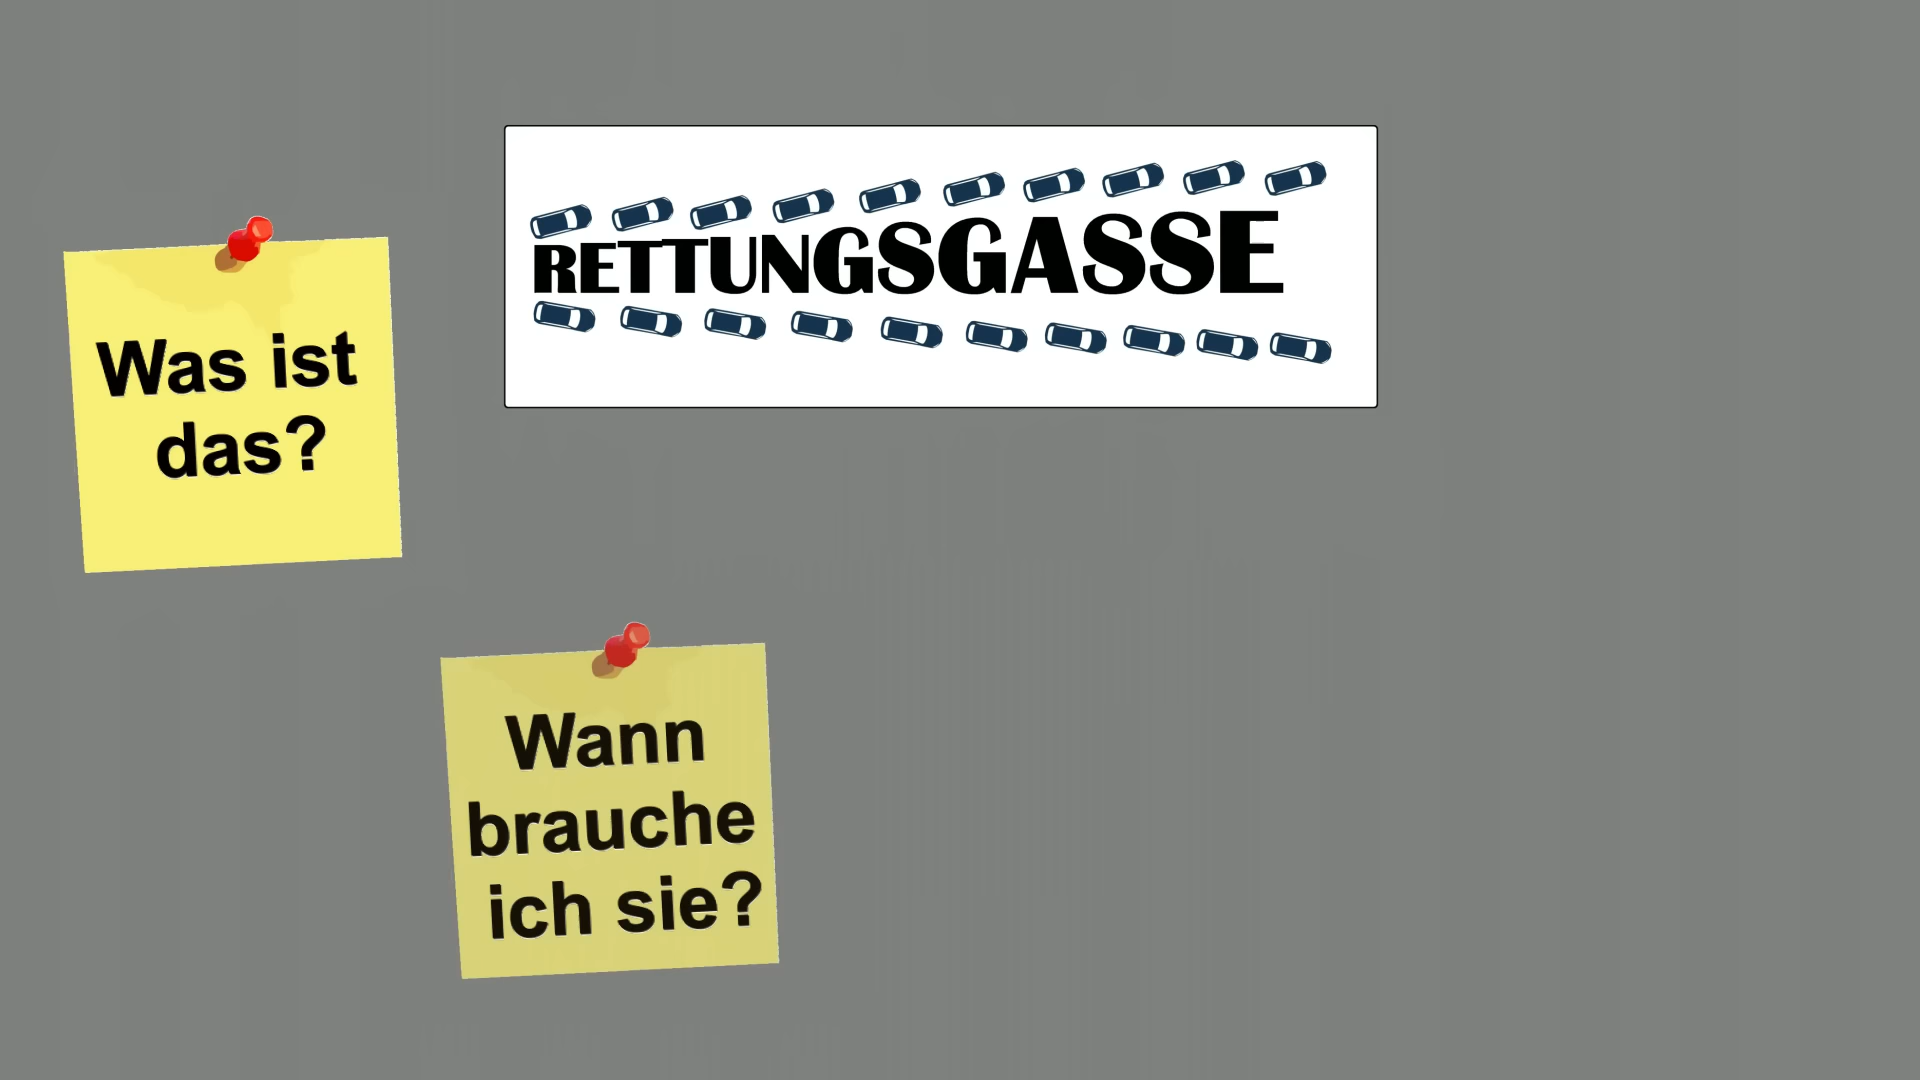 RETTUNGSGASSE
Was ist
das?
Wann
brauche
ich sie?